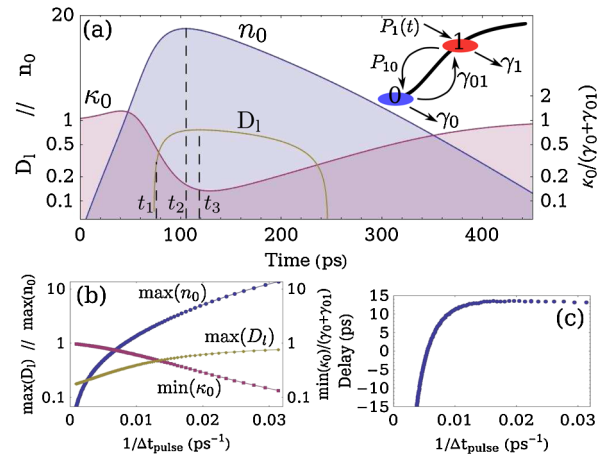 20
(a)
n₀
P₁(t)
1
P₁₀
γ₀₁
γ₁
0
γ₀
D_l // n₀
κ₀
D_l
1
0.5
0.2
0.1
2
1
0.5
0.2
0.1
κ₀/(γ₀+γ₀₁)
t₁ t₂ t₃
0 100 200 300 400
Time (ps)
(b)
max(D_l) // max(n₀)
10
1
0.1
max(n₀)
max(D_l)
min(κ₀)
10
1
0.1
min(κ₀)/(γ₀+γ₀₁)
0 0.01 0.02 0.03
1/Δt_pulse (ps⁻¹)
(c)
Delay (ps)
15
10
5
0
−5
−10
−15
0 0.01 0.02 0.03
1/Δt_pulse (ps⁻¹)